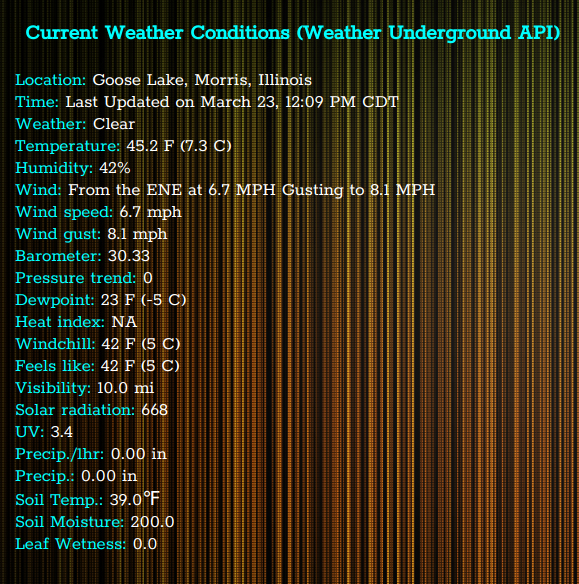 Current Weather Conditions (Weather Underground API)
Location: Goose Lake, Morris, Illinois
Time: Last Updated on March 23, 12:09 PM CDT
Weather: Clear
Temperature: 45.2 F (7.3 C)
Humidity: 42%
Wind: From the ENE at 6.7 MPH Gusting to 8.1 MPH
Wind speed: 6.7 mph
Wind gust: 8.1 mph
Barometer: 30.33
Pressure trend: 0
Dewpoint: 23 F (-5 C)
Heat index: NA
Windchill: 42 F (5 C)
Feels like: 42 F (5 C)
Visibility: 10.0 mi
Solar radiation: 668
UV: 3.4
Precip./1hr: 0.00 in
Precip.: 0.00 in
Soil Temp.: 39.0℉
Soil Moisture: 200.0
Leaf Wetness: 0.0